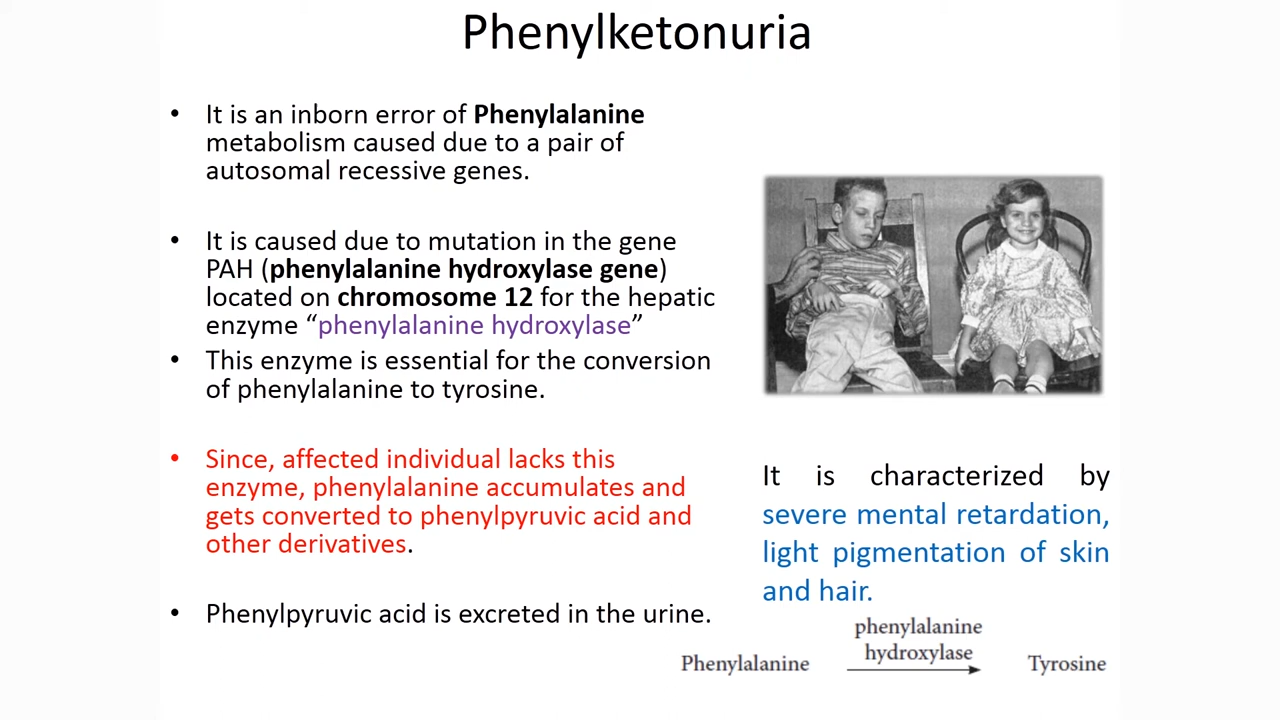 Phenylketonuria
• It is an inborn error of Phenylalanine
metabolism caused due to a pair of
autosomal recessive genes.
• It is caused due to mutation in the gene
PAH (phenylalanine hydroxylase gene)
located on chromosome 12 for the hepatic
enzyme “phenylalanine hydroxylase”
• This enzyme is essential for the conversion
of phenylalanine to tyrosine.
• Since, affected individual lacks this
enzyme, phenylalanine accumulates and
gets converted to phenylpyruvic acid and
other derivatives.
• Phenylpyruvic acid is excreted in the urine.
It is characterized by
severe mental retardation,
light pigmentation of skin
and hair.
phenylalanine
hydroxylase
Phenylalanine Tyrosine